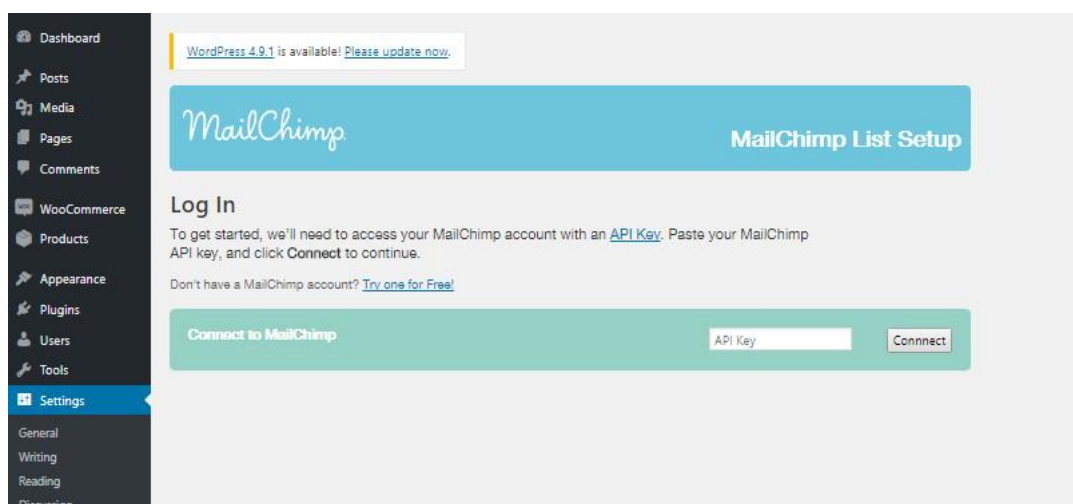 Dashboard
Posts
Media
Pages
Comments
WooCommerce
Products
Appearance
Plugins
Users
Tools
Settings
General
Writing
Reading
Discussion
WordPress 4.9.1 is available! Please update now.
MailChimp
MailChimp List Setup
Log In
To get started, we'll need to access your MailChimp account with an API Key. Paste your MailChimp
API key, and click Connect to continue.
Don't have a MailChimp account? Try one for Free!
Connect to MailChimp
API Key
Connnect